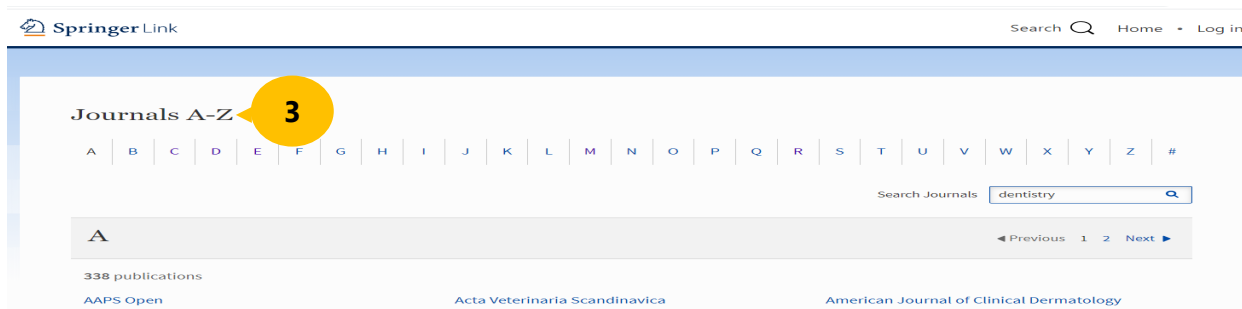 Springer Link Search Home • Log in
Journals A-Z 3
A B C D E F G H I J K L M N O P Q R S T U V W X Y Z #
Search Journals dentistry
A ◀ Previous 1 2 Next ▶
338 publications
AAPS Open Acta Veterinaria Scandinavica American Journal of Clinical Dermatology